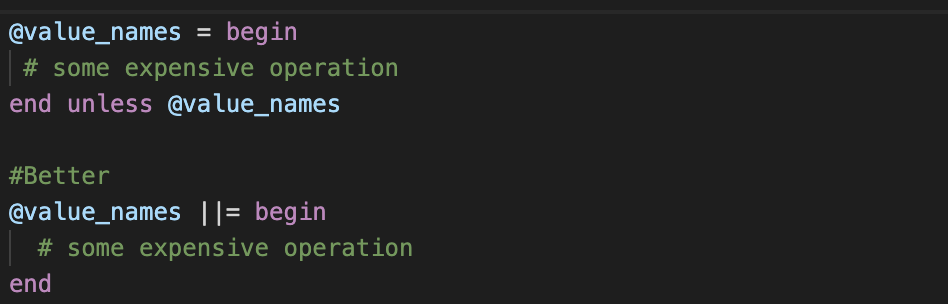 @value_names = begin
# some expensive operation
end unless @value_names
#Better
@value_names ||= begin
# some expensive operation
end